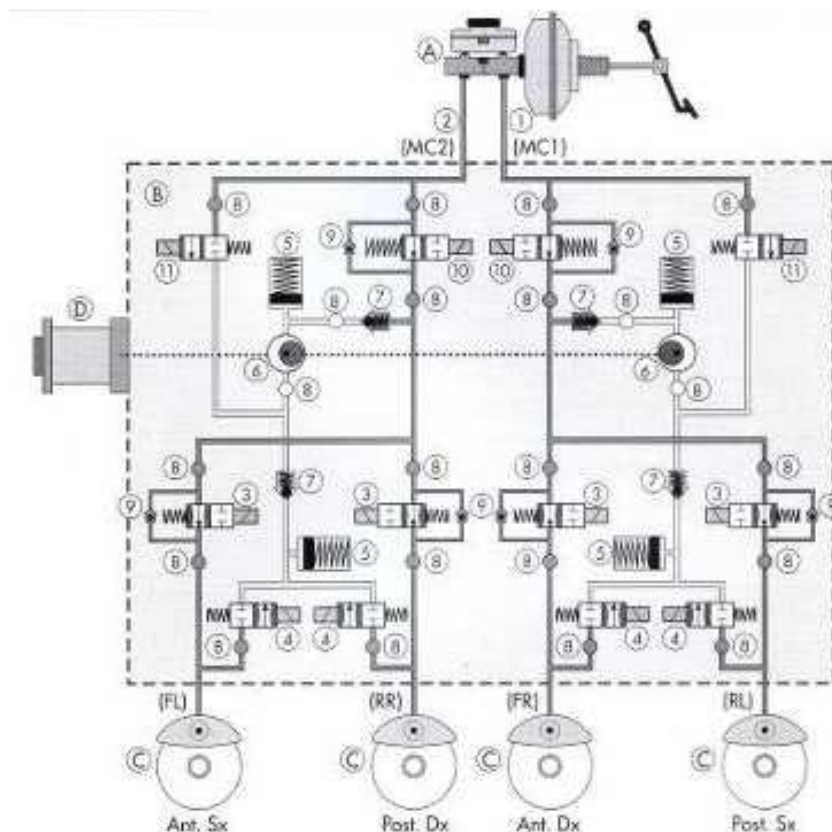 A
2 1
(MC2) (MC1)
B 8 8 8 8
9 5 9 5
11 10 10 11
8 7 8 7 8
D
6 8 6 8
8 8 8 8
7 7
9 3 3 9 9 3 3
8 5 8 8 5 8
4 4 4 4
8 8 8 8
(FL) (RR) (FR) (RL)
C C C C
Ant. Sx Post. Dx Ant. Dx Post. Sx